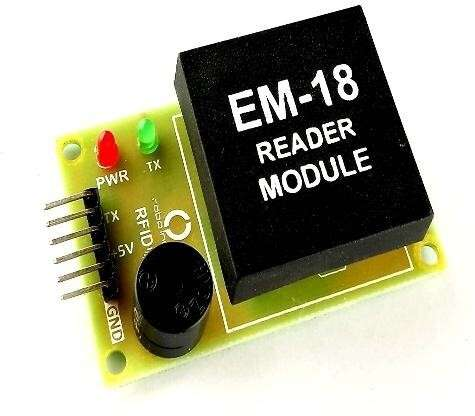 EM-18
READER
MODULE
PWR
TX
TX
RFID
+5V
GND